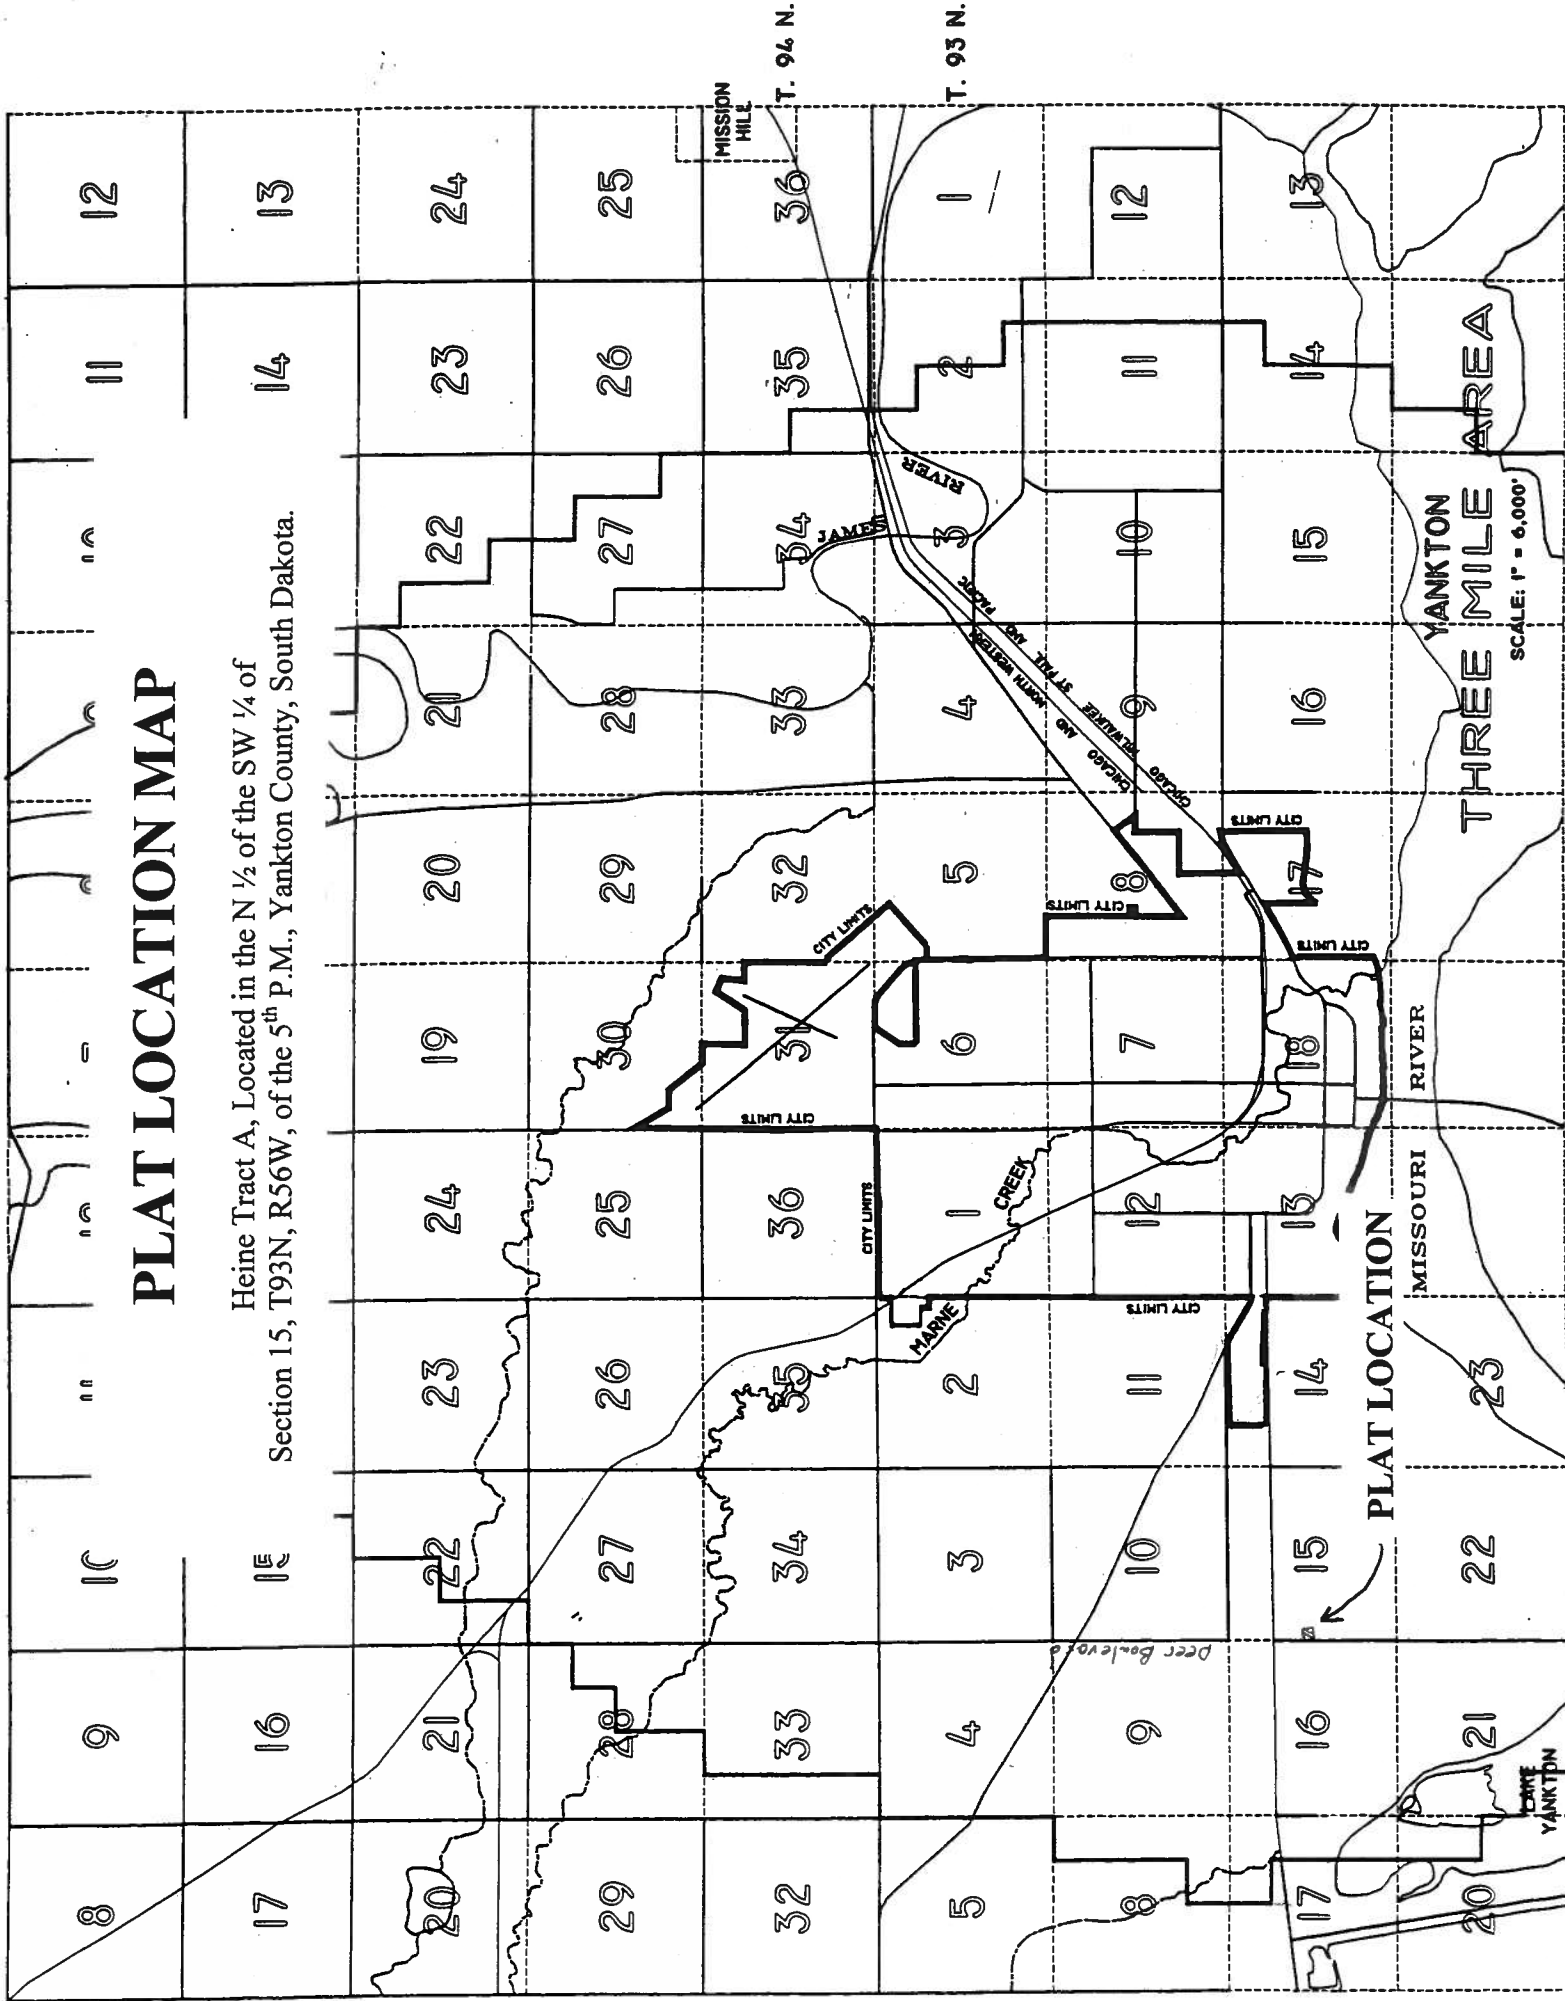 8 9 11 12
PLAT LOCATION MAP
Heine Tract A, Located in the N ½ of the SW ¼ of
Section 15, T93N, R56W, of the 5th P.M., Yankton County, South Dakota.
17 16 14 13
20 21 22 23 24 19 20 21 22 23 24
29 28 27 26 25 30 29 28 27 26 25
MISSION
HILL
32 33 34 35 36 31 32 33 34 35 36
T. 94 N.
CITY LIMITS
CITY LIMITS
JAMES
RIVER
CITY LIMITS
MARNE
CREEK
5 4 3 2 1 6 5 4 3 2 1
T. 93 N.
CHICAGO AND NORTH WESTERN
CHICAGO MILWAUKEE ST PAUL AND PACIFIC
Deer Boulevard
CITY LIMITS
CITY LIMITS
8 9 10 11 12 7 8 9 10 11 12
CITY LIMITS
CITY LIMITS
17 16 15 14 13 18 17 16 15 14 13
PLAT LOCATION
MISSOURI RIVER
YANKTON
THREE MILE AREA
SCALE: 1" = 6,000'
20 21 22 23
LAKE
YANKTON